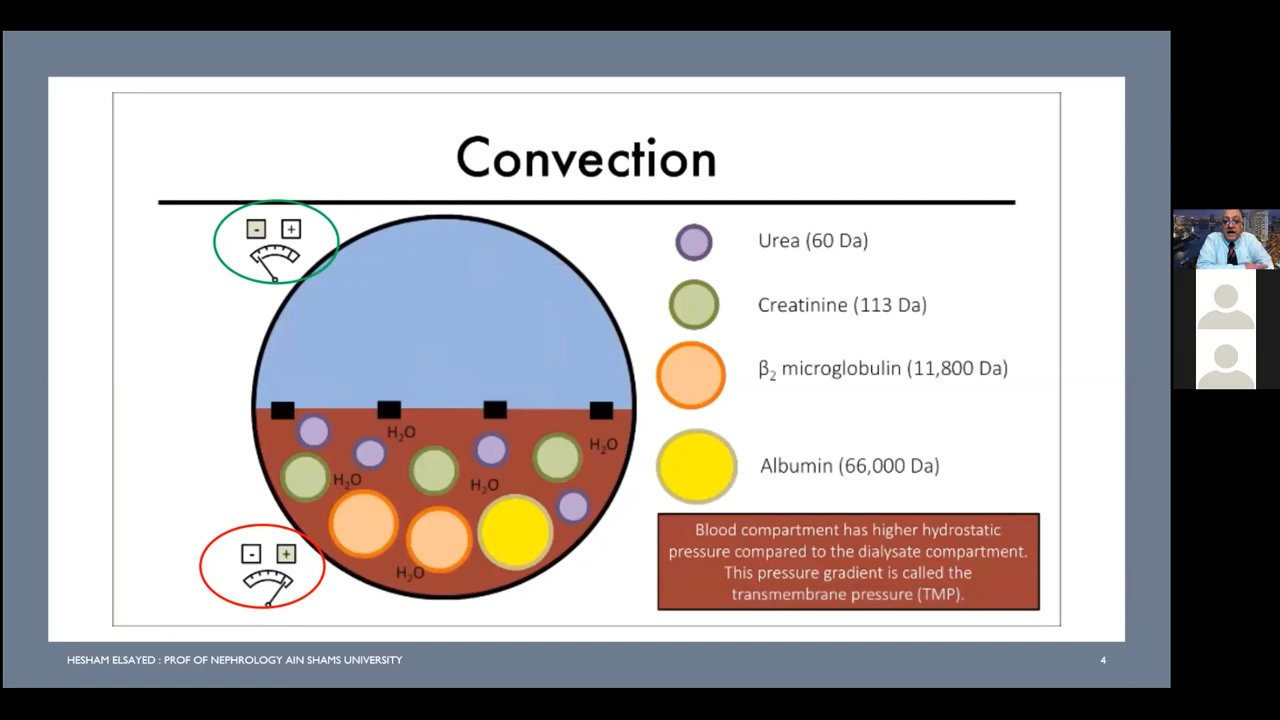 Convection
- +
Urea (60 Da)
Creatinine (113 Da)
β₂ microglobulin (11,800 Da)
Albumin (66,000 Da)
H₂O
H₂O
H₂O
H₂O
H₂O
- +
Blood compartment has higher hydrostatic
pressure compared to the dialysate compartment.
This pressure gradient is called the
transmembrane pressure (TMP).
HESHAM ELSAYED : PROF OF NEPHROLOGY AIN SHAMS UNIVERSITY
4